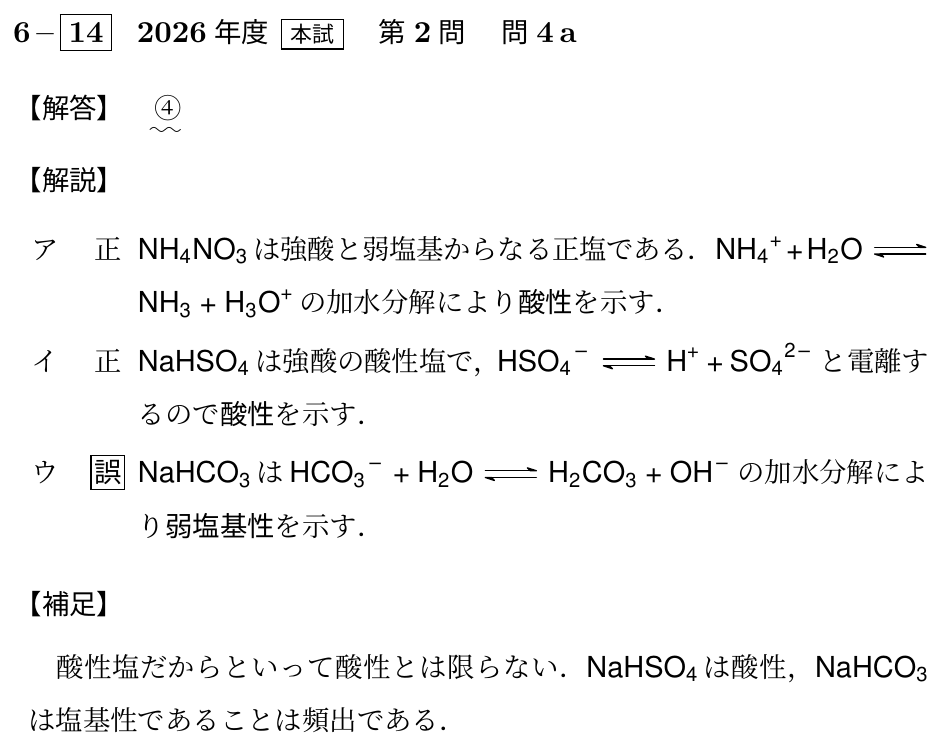 6-14 2026 年度 本試 第 2 問 問 4 a
【解答】 ④
【解説】
ア 正 NH₄NO₃ は強酸と弱塩基からなる正塩である．NH₄⁺ + H₂O ⇌
NH₃ + H₃O⁺ の加水分解により酸性を示す．
イ 正 NaHSO₄ は強酸の酸性塩で，HSO₄⁻ ⇌ H⁺ + SO₄²⁻ と電離す
るので酸性を示す．
ウ 誤 NaHCO₃ は HCO₃⁻ + H₂O ⇌ H₂CO₃ + OH⁻ の加水分解によ
り弱塩基性を示す．
【補足】
酸性塩だからといって酸性とは限らない．NaHSO₄ は酸性，NaHCO₃
は塩基性であることは頻出である．